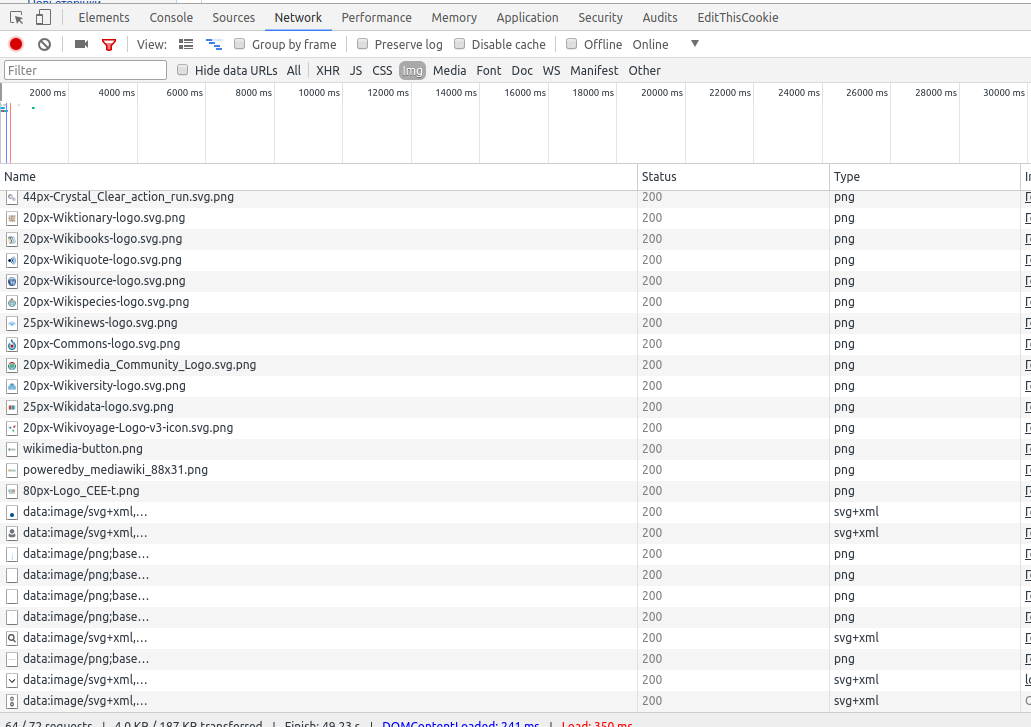 Elements Console Sources Network Performance Memory Application Security Audits EditThisCookie
View: Group by frame Preserve log Disable cache Offline Online
Filter Hide data URLs All XHR JS CSS Img Media Font Doc WS Manifest Other
2000 ms 4000 ms 6000 ms 8000 ms 10000 ms 12000 ms 14000 ms 16000 ms 18000 ms 20000 ms 22000 ms 24000 ms 26000 ms 28000 ms 30000 ms
Name Status Type
44px-Crystal_Clear_action_run.svg.png 200 png
20px-Wiktionary-logo.svg.png 200 png
20px-Wikibooks-logo.svg.png 200 png
20px-Wikiquote-logo.svg.png 200 png
20px-Wikisource-logo.svg.png 200 png
20px-Wikispecies-logo.svg.png 200 png
25px-Wikinews-logo.svg.png 200 png
20px-Commons-logo.svg.png 200 png
20px-Wikimedia_Community_Logo.svg.png 200 png
20px-Wikiversity-logo.svg.png 200 png
25px-Wikidata-logo.svg.png 200 png
20px-Wikivoyage-Logo-v3-icon.svg.png 200 png
wikimedia-button.png 200 png
poweredby_mediawiki_88x31.png 200 png
80px-Logo_CEE-t.png 200 png
data:image/svg+xml,... 200 svg+xml
data:image/svg+xml,... 200 svg+xml
data:image/png;base... 200 png
data:image/png;base... 200 png
data:image/png;base... 200 png
data:image/png;base... 200 png
data:image/svg+xml,... 200 svg+xml
data:image/png;base... 200 png
data:image/svg+xml,... 200 svg+xml
data:image/svg+xml,... 200 svg+xml
64 / 72 requests | 4.0 KB / 187 KB transferred | Finish: 49.23 s | DOMContentLoaded: 241 ms | Load: 350 ms